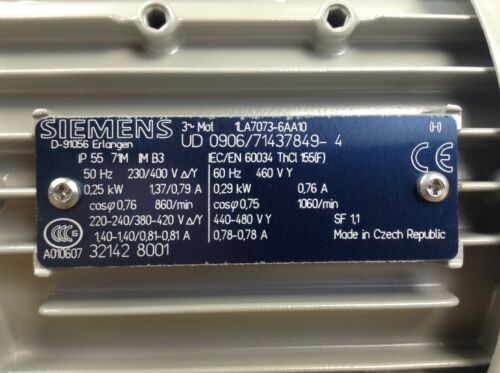 SIEMENS 3~ Mot 1LA7073-6AA10 (H)
D-91056 Erlangen UD 0906/71437849- 4
IP 55 71M IM B3 IEC/EN 60034 ThCl 155(F)
50 Hz 230/400 V Δ/Y 60 Hz 460 V Y
0,25 kW 1,37/0,79 A 0,29 kW 0,76 A
cosφ 0,76 860/min cosφ 0,75 1060/min
220-240/380-420 V Δ/Y 440-480 V Y SF 1,1
1,40-1,40/0,81-0,81 A 0,78-0,78 A Made in Czech Republic
CCC S
A010607 32142 8001
CE